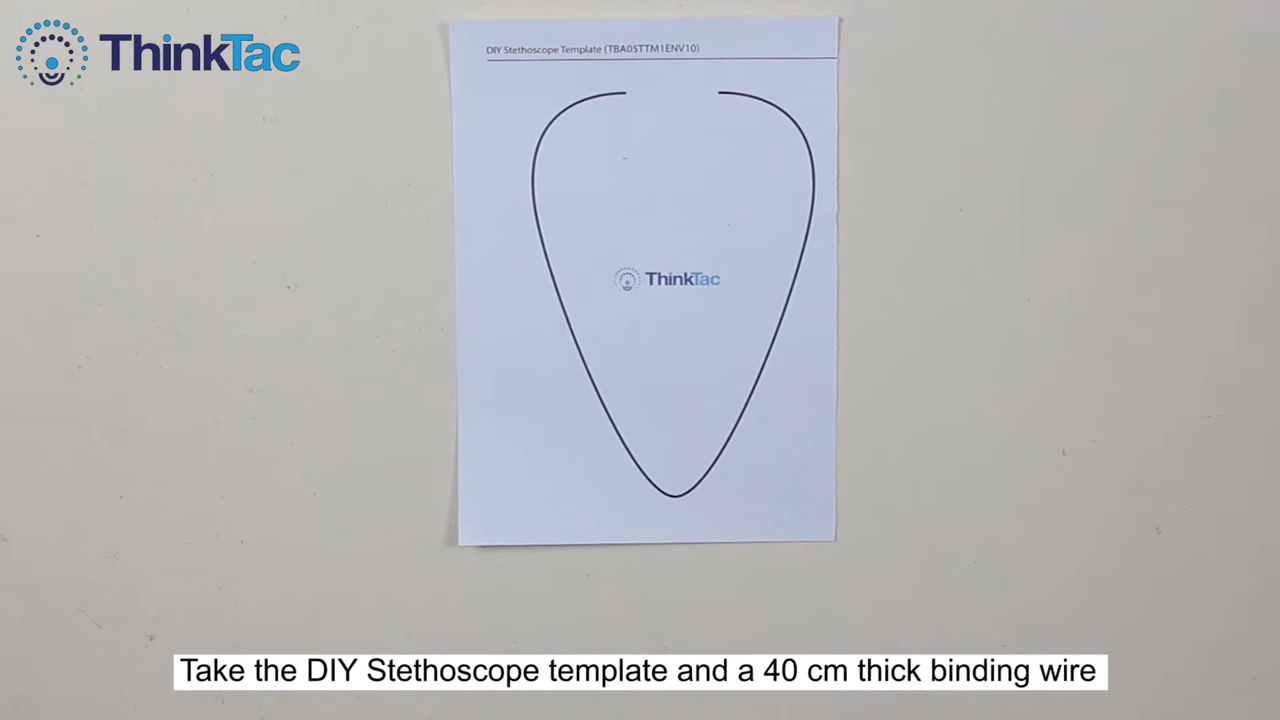 ThinkTac
DIY Stethoscope Template (TBA05TTM1ENV10)
ThinkTac
Take the DIY Stethoscope template and a 40 cm thick binding wire